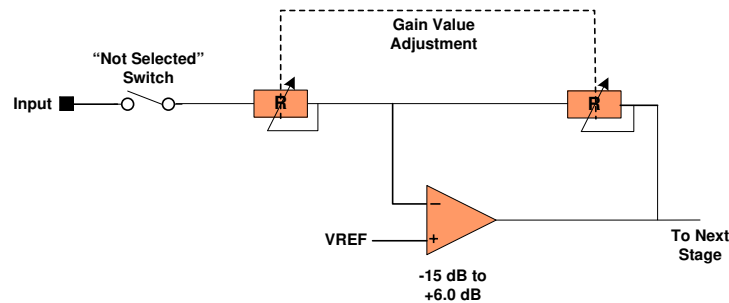 Gain Value
Adjustment
“Not Selected”
Switch
Input
R
R
−
VREF
+
To Next
Stage
-15 dB to
+6.0 dB